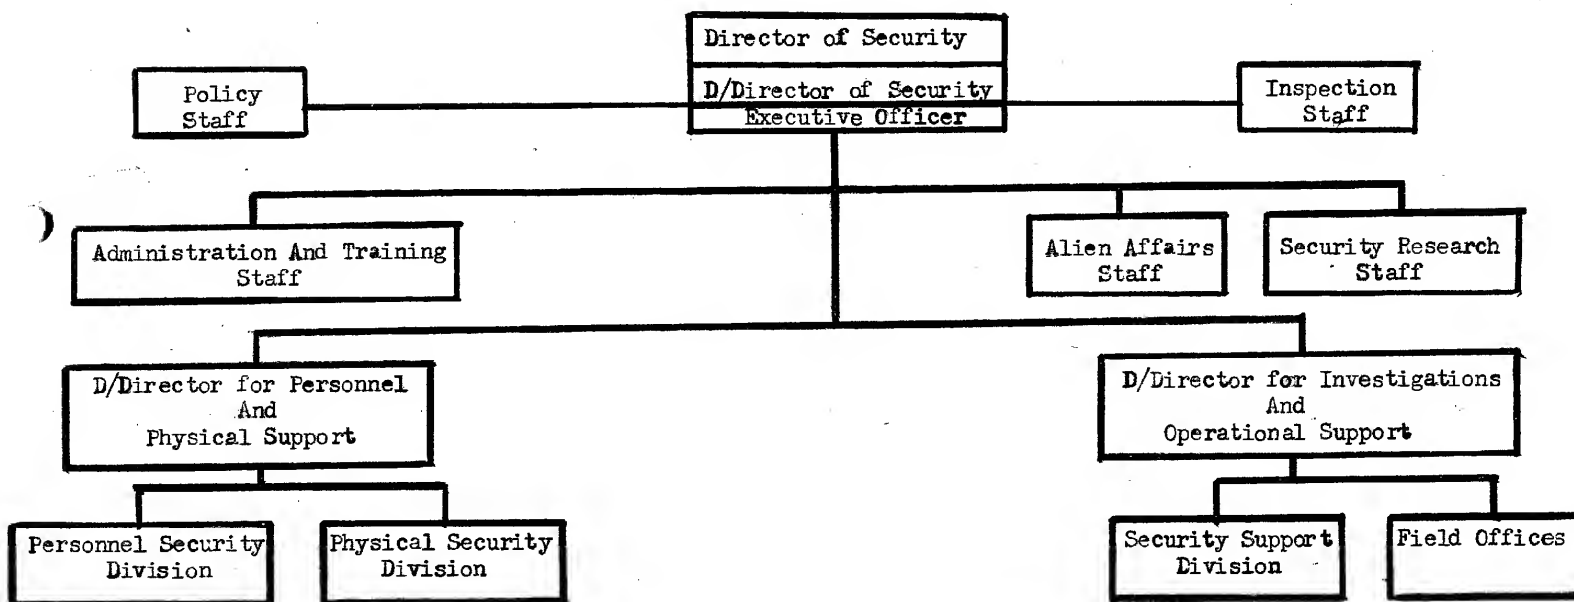 Director of Security
D/Director of Security
Executive Officer
Policy
Staff
Inspection
Staff
Administration And Training
Staff
Alien Affairs
Staff
Security Research
Staff
D/Director for Personnel
And
Physical Support
D/Director for Investigations
And
Operational Support
Personnel Security
Division
Physical Security
Division
Security Support
Division
Field Offices